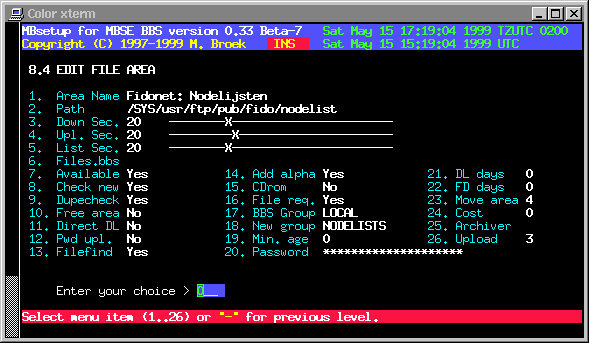 Color xterm
MBsetup for MBSE BBS version 0.33 Beta-7 Sat May 15 17:19:04 1999 TZUTC 0200
Copyright (C) 1997-1999 M. Broek INS Sat May 15 15:19:04 1999 UTC
8.4 EDIT FILE AREA
1. Area Name Fidonet: Nodelijsten
2. Path /SYS/usr/ftp/pub/fido/nodelist
3. Down Sec. 20 ---------X------------------------
4. Upl. Sec. 20 ----------X-----------------------
5. List Sec. 20 ---------X------------------------
6. Files.bbs
7. Available Yes 14. Add alpha Yes 21. DL days 0
8. Check new Yes 15. CDrom No 22. FD days 0
9. Dupecheck Yes 16. File req. Yes 23. Move area 4
10. Free area No 17. BBS Group LOCAL 24. Cost 0
11. Direct DL No 18. New group NODELISTS 25. Archiver
12. Pwd upl. No 19. Min. age 0 26. Upload 3
13. Filefind Yes 20. Password ********************
Enter your choice > 0__
Select menu item (1..26) or "-" for previous level.